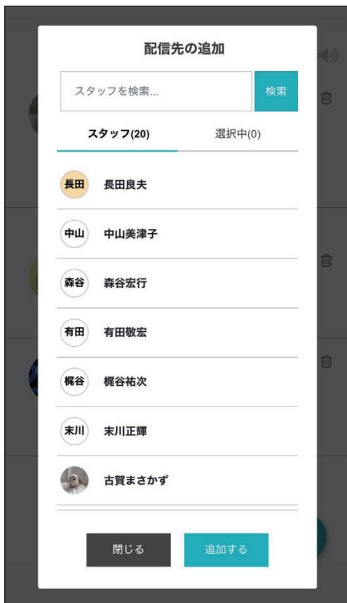 配信先の追加
スタッフを検索... 検索
スタッフ(20) 選択中(0)
長田 長田良夫
中山 中山美津子
森谷 森谷宏行
有田 有田敬宏
梶谷 梶谷祐次
末川 末川正輝
古賀まさかず
閉じる 追加する